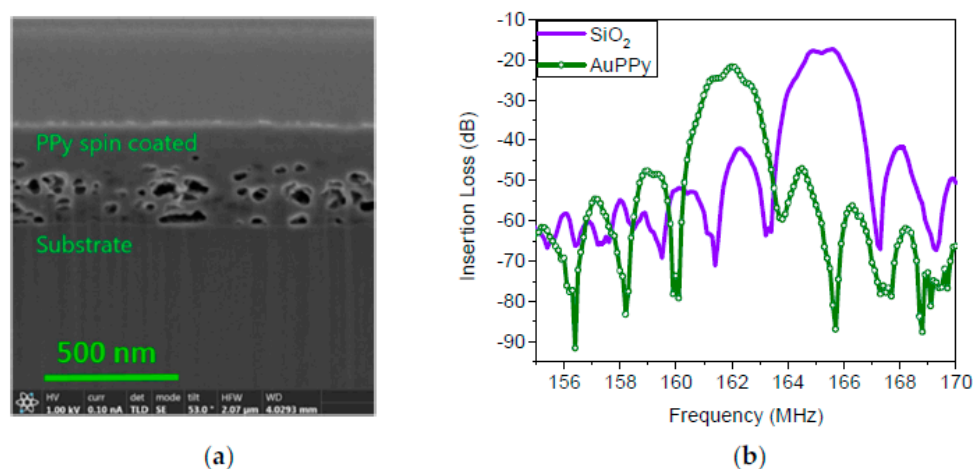 PPy spin coated
Substrate
500 nm
HV curr det mode tilt HFW WD
1.00 kV 0.10 nA TLD SE 53.0 ° 2.07 µm 4.0293 mm
(a)
-10
-20
-30
-40
-50
-60
-70
-80
-90
Insertion Loss (dB)
SiO₂
AuPPy
156 158 160 162 164 166 168 170
Frequency (MHz)
(b)